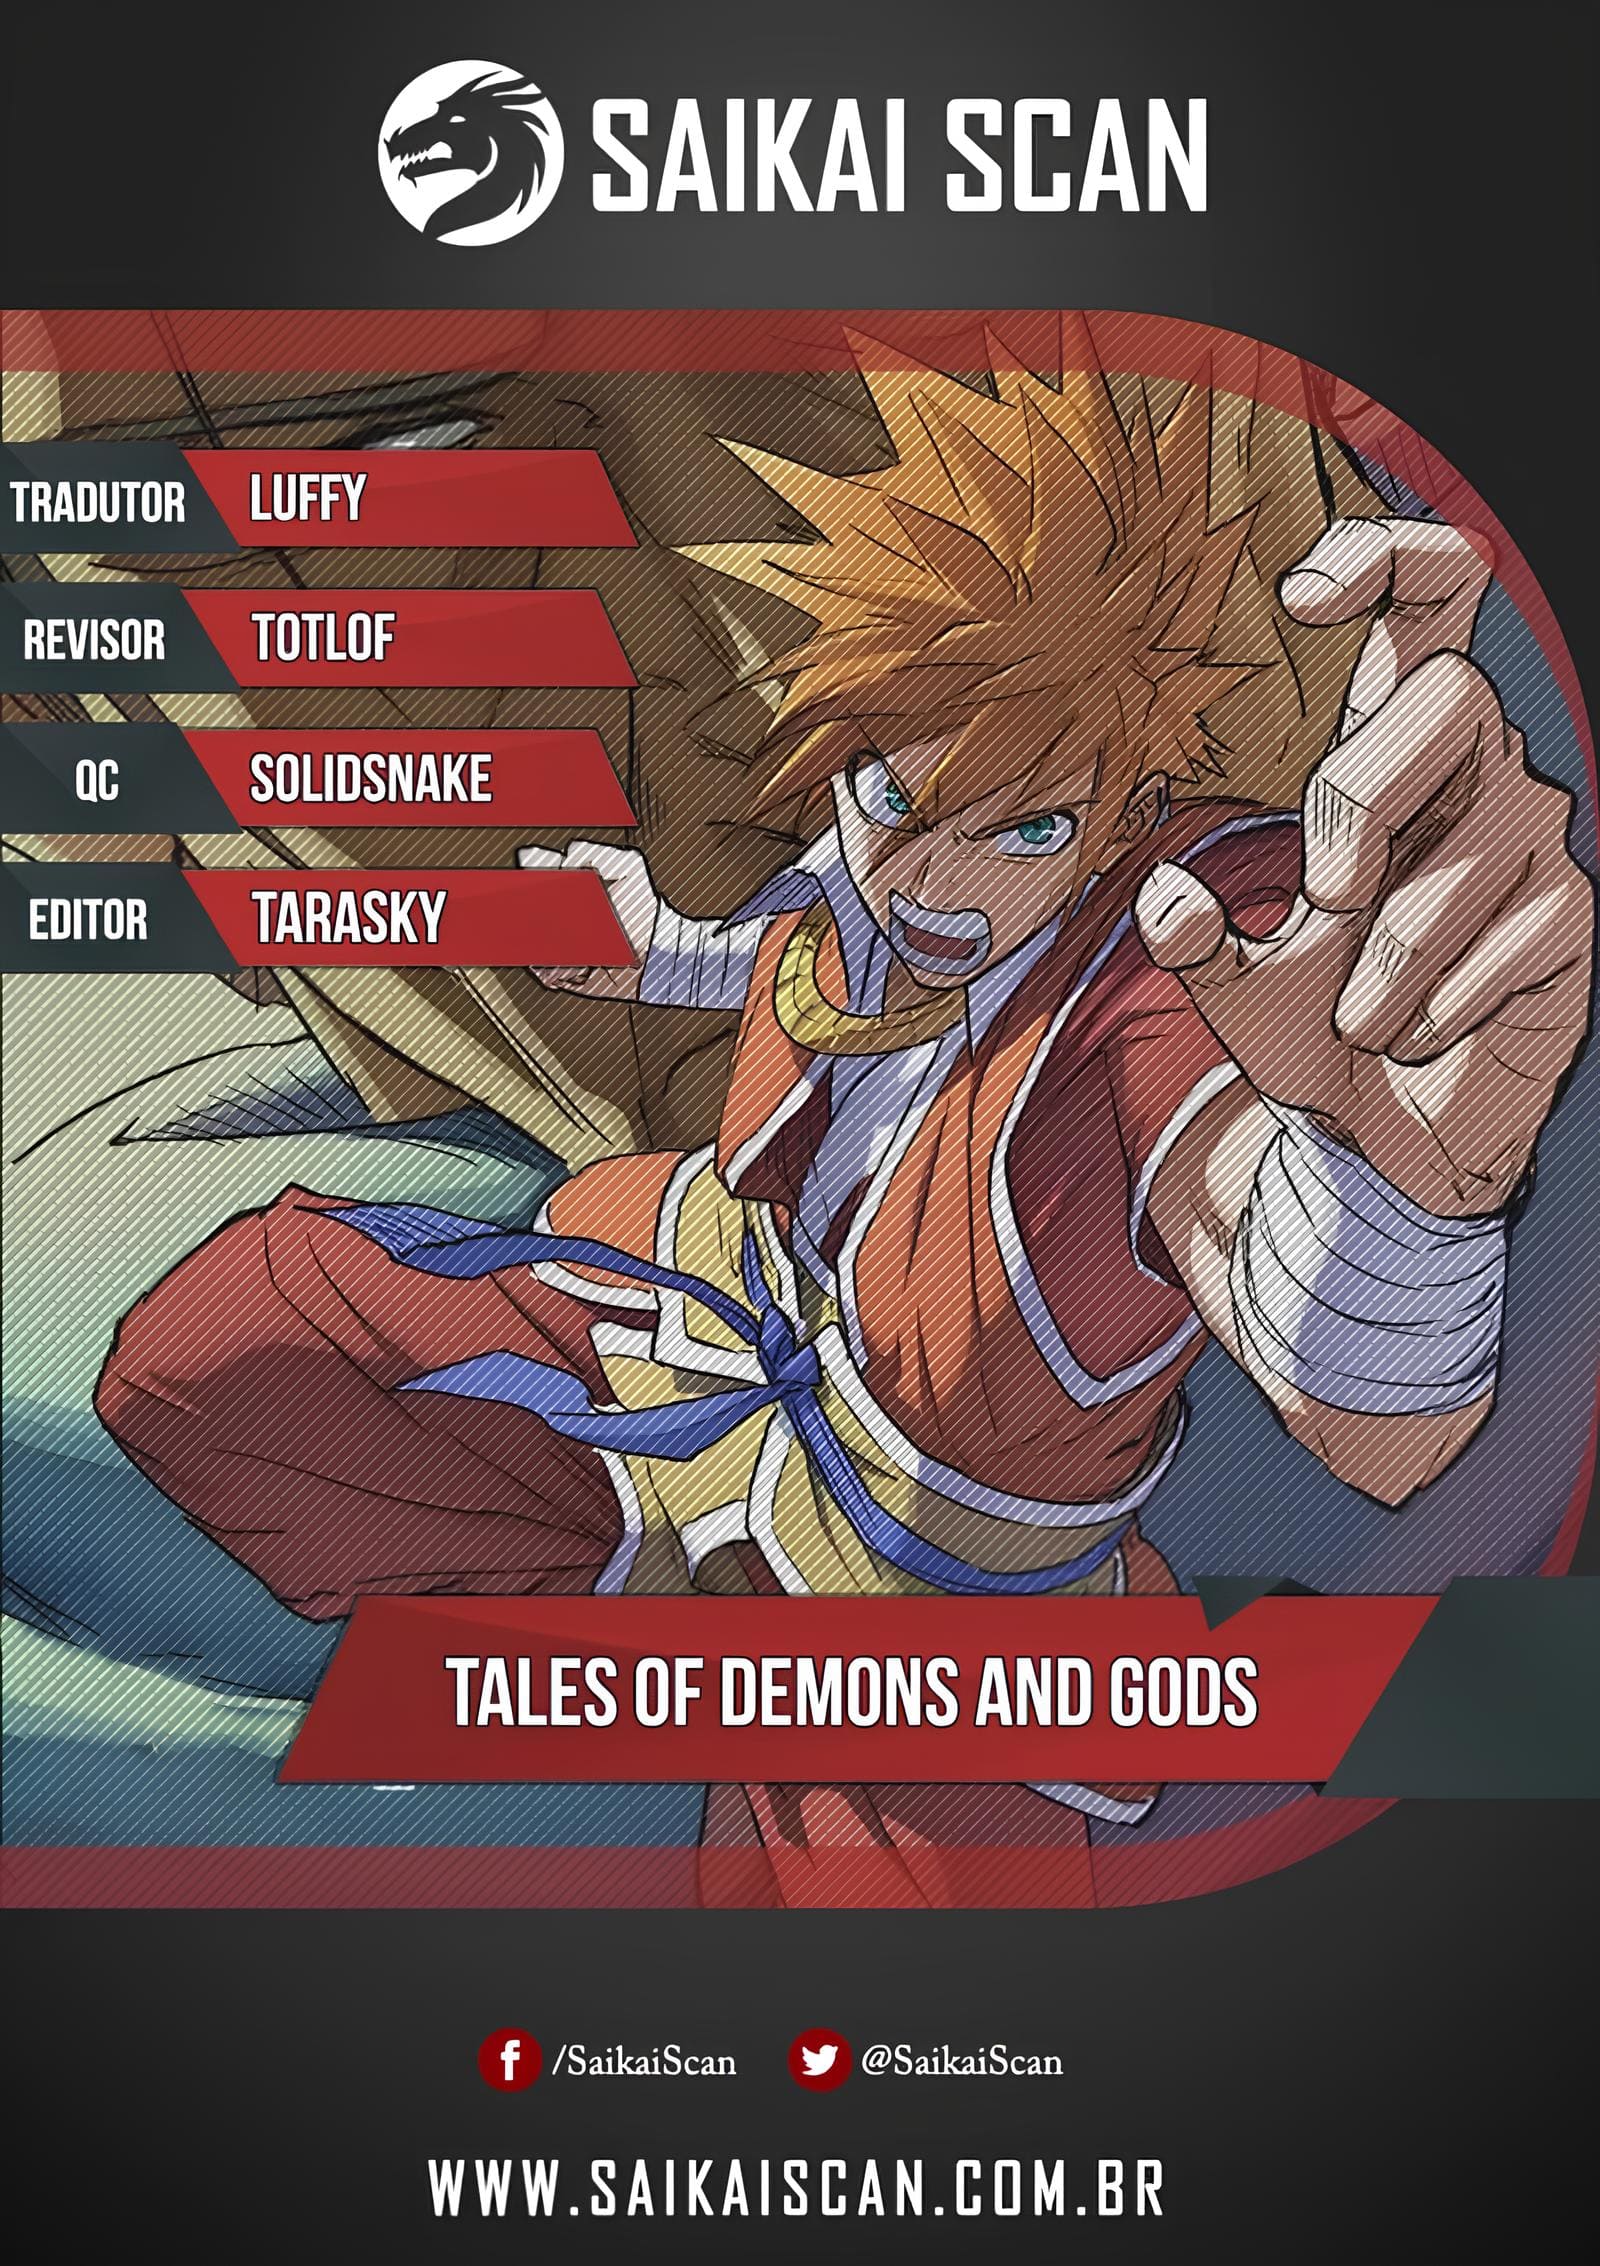 SAIKAI SCAN
TRADUTOR LUFFY
REVISOR TOTLOF
QC SOLIDSNAKE
EDITOR TARASKY
TALES OF DEMONS AND GODS
/SaikaiScan @SaikaiScan
WWW.SAIKAISCAN.COM.BR